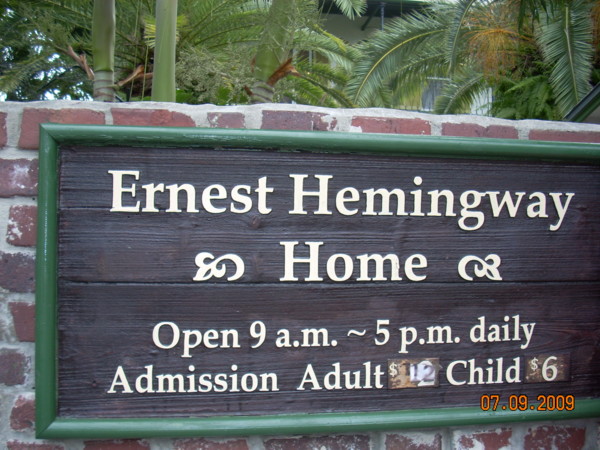 Ernest Hemingway
Home
Open 9 a.m. ~ 5 p.m. daily
Admission Adult $12 Child $6
07.09.2009